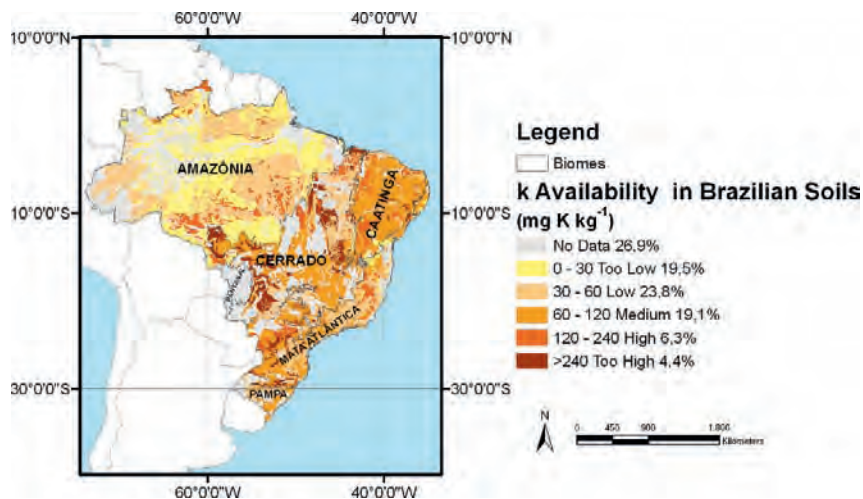 60°0'0"W 40°0'0"W
10°0'0"N 10°0'0"N
AMAZÔNIA
CAATINGA
10°0'0"S 10°0'0"S
CERRADO
MATA ATLÂNTICA
30°0'0"S 30°0'0"S
PAMPA
60°0'0"W 40°0'0"W
Legend
Biomes
k Availability in Brazilian Soils
(mg K kg⁻¹)
No Data 26,9%
0 - 30 Too Low 19,5%
30 - 60 Low 23,8%
60 - 120 Medium 19,1%
120 - 240 High 6,3%
>240 Too High 4,4%
N
0 450 900 1.800
Kilometers